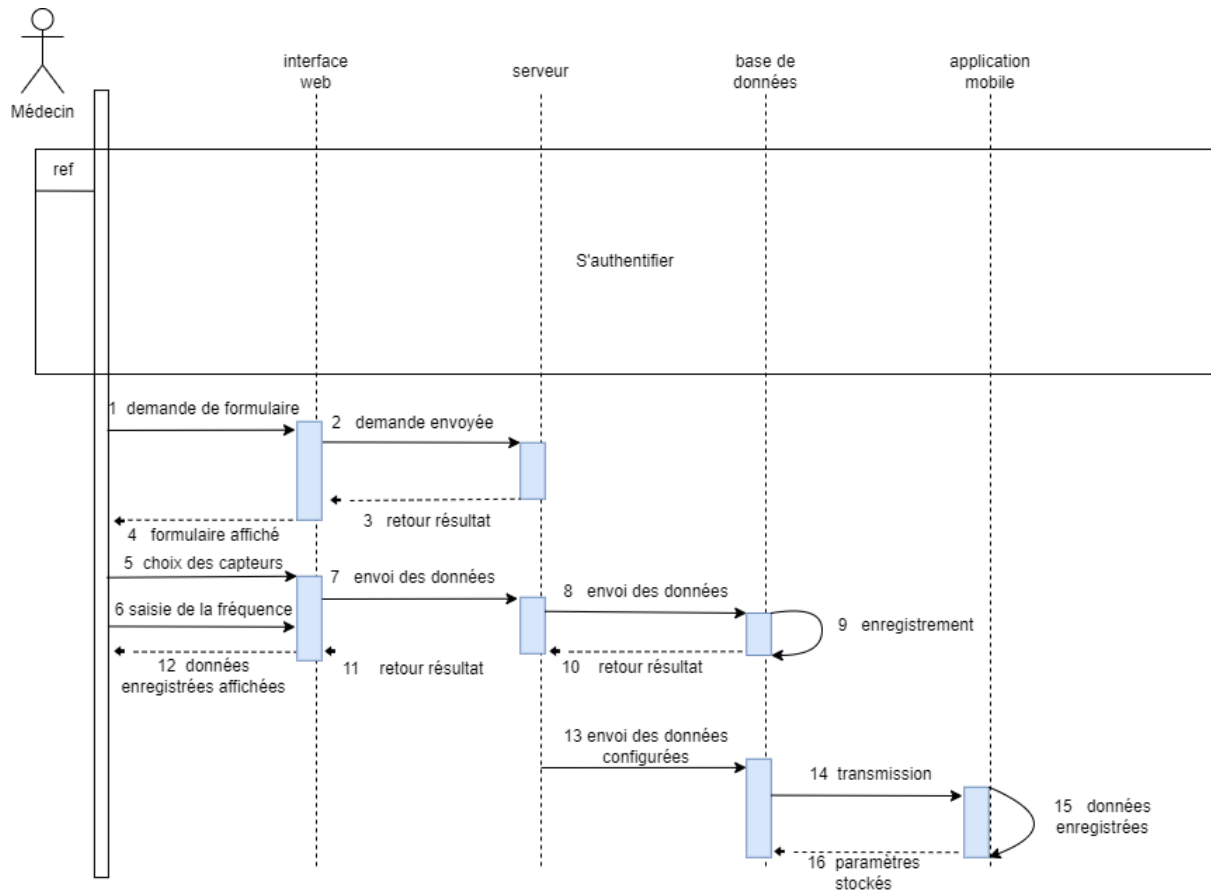 Médecin
interface
web
serveur
base de
données
application
mobile
ref
S'authentifier
1 demande de formulaire
2 demande envoyée
3 retour résultat
4 formulaire affiché
5 choix des capteurs
6 saisie de la fréquence
7 envoi des données
8 envoi des données
9 enregistrement
10 retour résultat
11 retour résultat
12 données
enregistrées affichées
13 envoi des données
configurées
14 transmission
15 données
enregistrées
16 paramètres
stockés